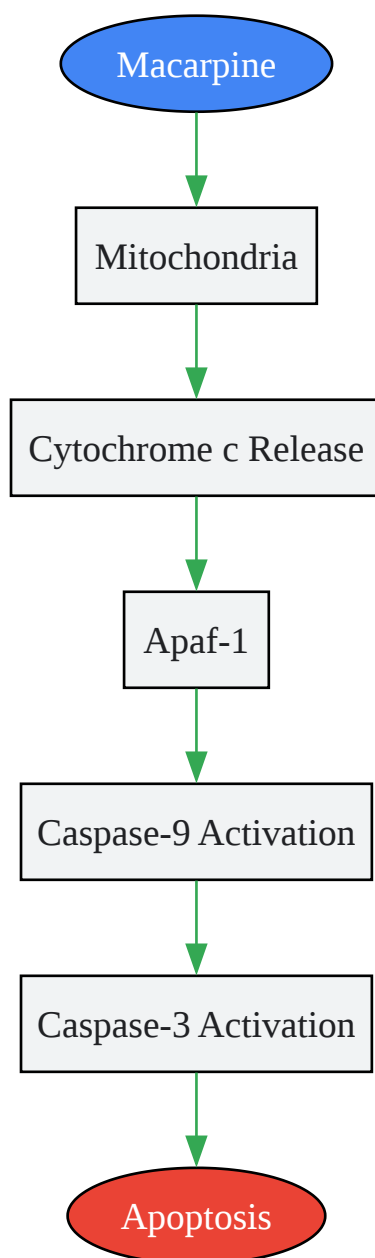 Macarpine
Mitochondria
Cytochrome c Release
Apaf-1
Caspase-9 Activation
Caspase-3 Activation
Apoptosis